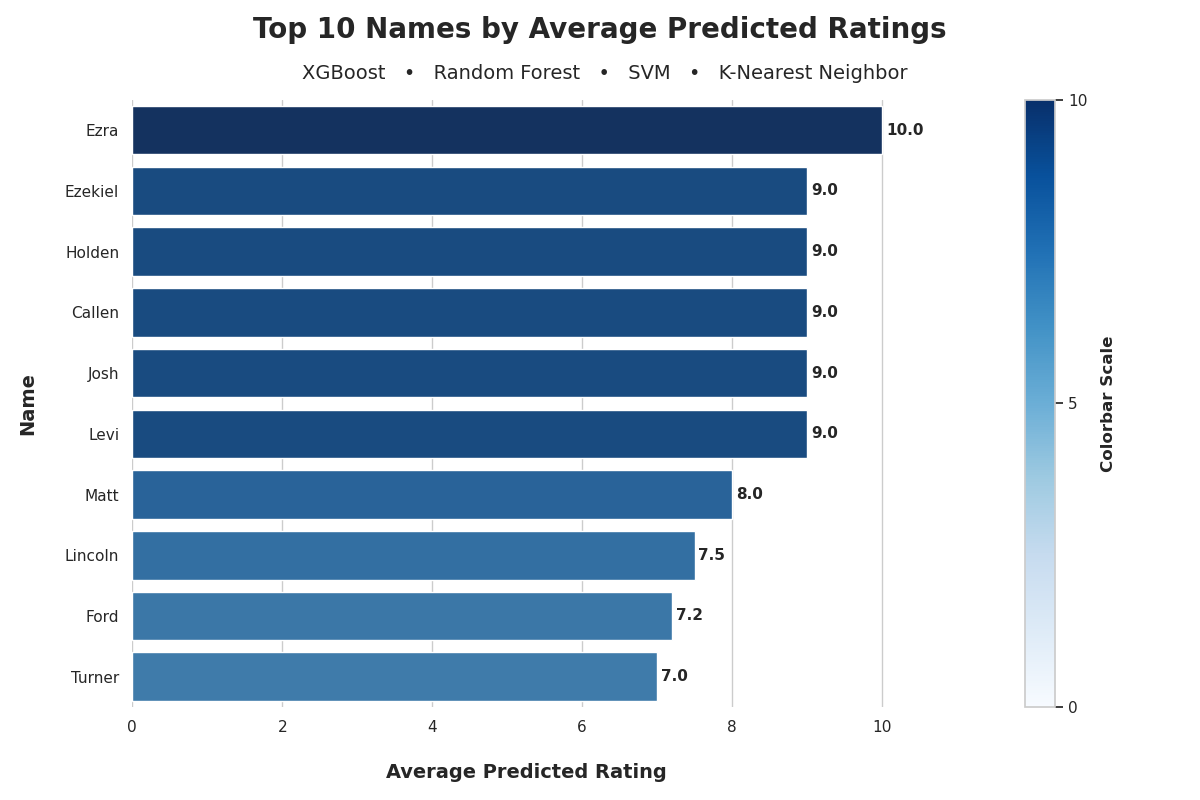 Top 10 Names by Average Predicted Ratings
XGBoost • Random Forest • SVM • K-Nearest Neighbor
Name
Ezra 10.0
Ezekiel 9.0
Holden 9.0
Callen 9.0
Josh 9.0
Levi 9.0
Matt 8.0
Lincoln 7.5
Ford 7.2
Turner 7.0
0 2 4 6 8 10
Average Predicted Rating
10
5
0
Colorbar Scale